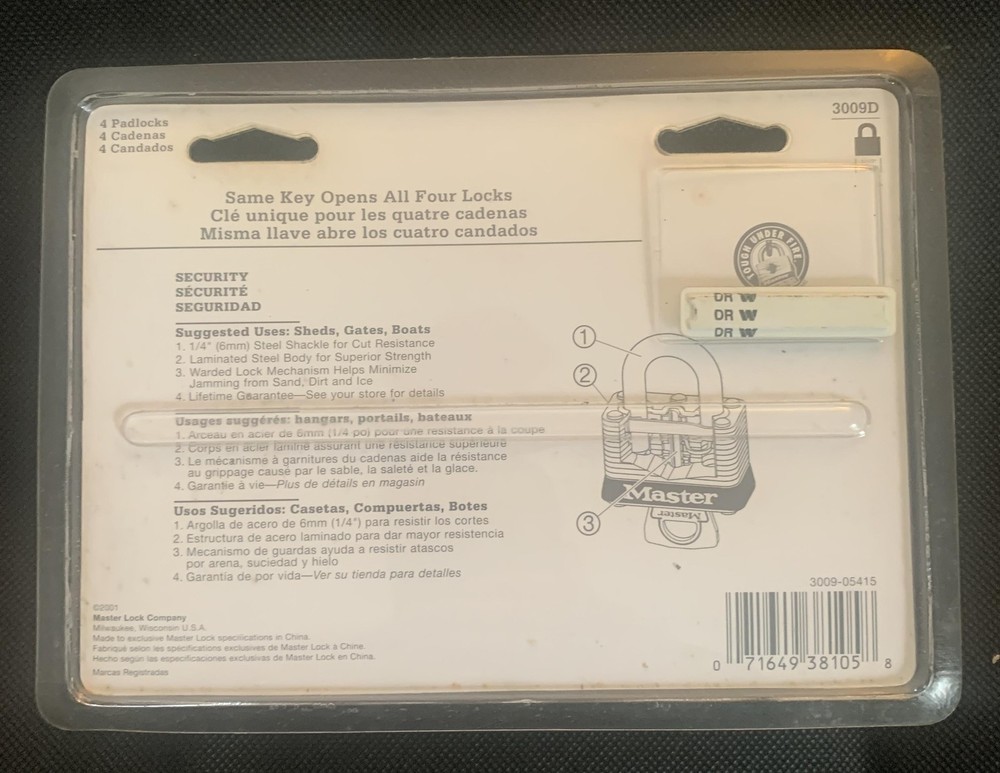 4 Padlocks
4 Cadenas
4 Candados
3009D
Same Key Opens All Four Locks
Clé unique pour les quatre cadenas
Misma llave abre los cuatro candados
TOUGH UNDER FIRE
DR W
DR W
DR W
SECURITY
SÉCURITÉ
SEGURIDAD
Suggested Uses: Sheds, Gates, Boats
1. 1/4" (6mm) Steel Shackle for Cut Resistance
2. Laminated Steel Body for Superior Strength
3. Warded Lock Mechanism Helps Minimize
Jamming from Sand, Dirt and Ice
4. Lifetime Guarantee—See your store for details
Usages suggérés: hangars, portails, bateaux
1. Arceau en acier de 6mm (1/4 po) pour une résistance à la coupe
2. Corps en acier laminé assurant une résistance supérieure
3. Le mécanisme à garnitures du cadenas aide la résistance
au grippage causé par le sable, la saleté et la glace.
4. Garantie à vie—Plus de détails en magasin
Usos Sugeridos: Casetas, Compuertas, Botes
1. Argolla de acero de 6mm (1/4") para resistir los cortes
2. Estructura de acero laminado para dar mayor resistencia
3. Mecanismo de guardas ayuda a resistir atascos
por arena, suciedad y hielo
4. Garantia de por vida—Ver su tienda para detalles
1
2
3
Master
Master
©2001
Master Lock Company
Milwaukee, Wisconsin U.S.A.
Made to exclusive Master Lock specifications in China.
Fabriqué selon les spécifications exclusives de Master Lock à Chine.
Hecho según las especificaciones exclusivas de Master Lock en China.
Marcas Registradas
3009-05415
0 71649 38105 8